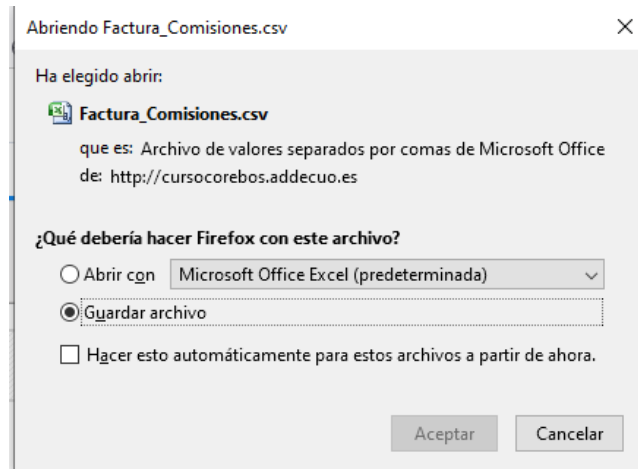 Abriendo Factura_Comisiones.csv
Ha elegido abrir:
Factura_Comisiones.csv
que es: Archivo de valores separados por comas de Microsoft Office
de: http://cursocorebos.addecuo.es
¿Qué debería hacer Firefox con este archivo?
Abrir con Microsoft Office Excel (predeterminada)
Guardar archivo
Hacer esto automáticamente para estos archivos a partir de ahora.
Aceptar Cancelar